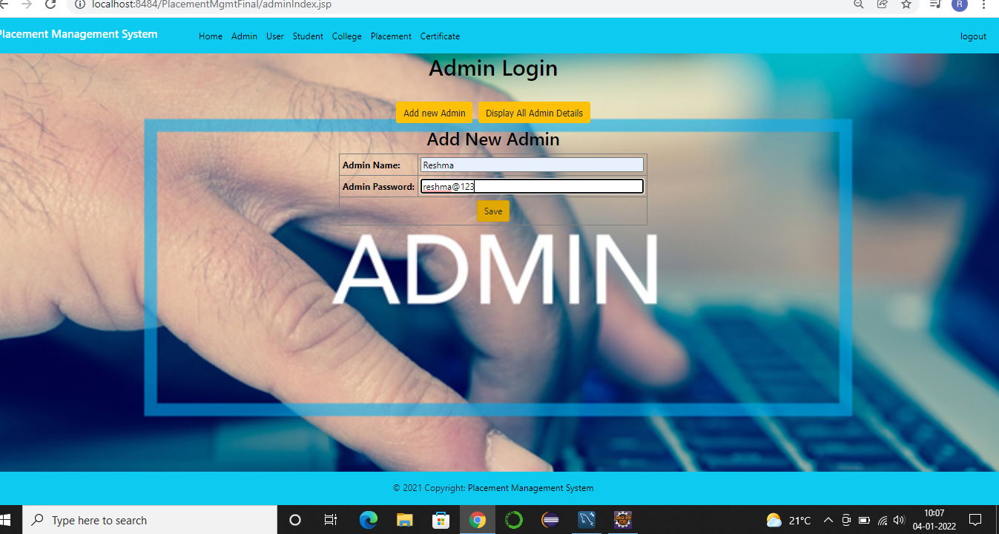 localhost:8484/PlacementMgmtFinal/adminIndex.jsp
R
Placement Management System Home Admin User Student College Placement Certificate logout
Admin Login
Add new Admin Display All Admin Details
Add New Admin
Admin Name: Reshma
Admin Password: reshma@123
Save
ADMIN
© 2021 Copyright: Placement Management System
Type here to search
21°C
10:07
04-01-2022